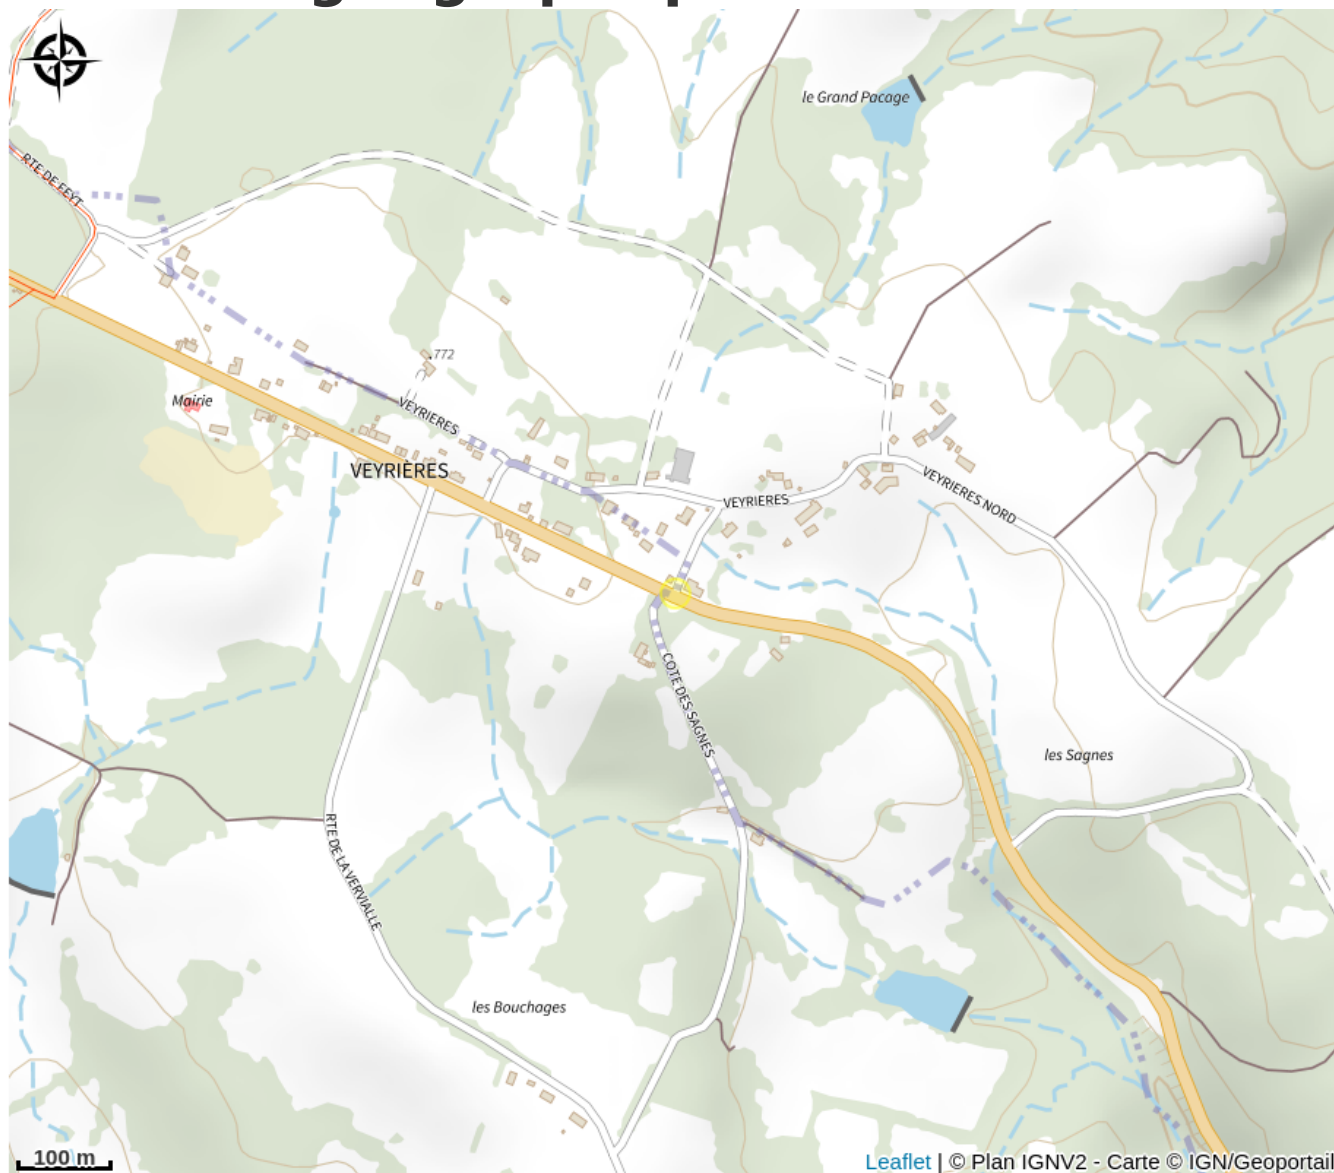 le Grand Pacage
RTE DE FEYT
772
Mairie
VEYRIERES
VEYRIÈRES
VEYRIERES
VEYRIERES NORD
COTE DES SAGNES
les Sagnes
RTE DE LA VERVIALLE
les Bouchages
100 m
Leaflet | © Plan IGNV2 - Carte © IGN/Geoportail